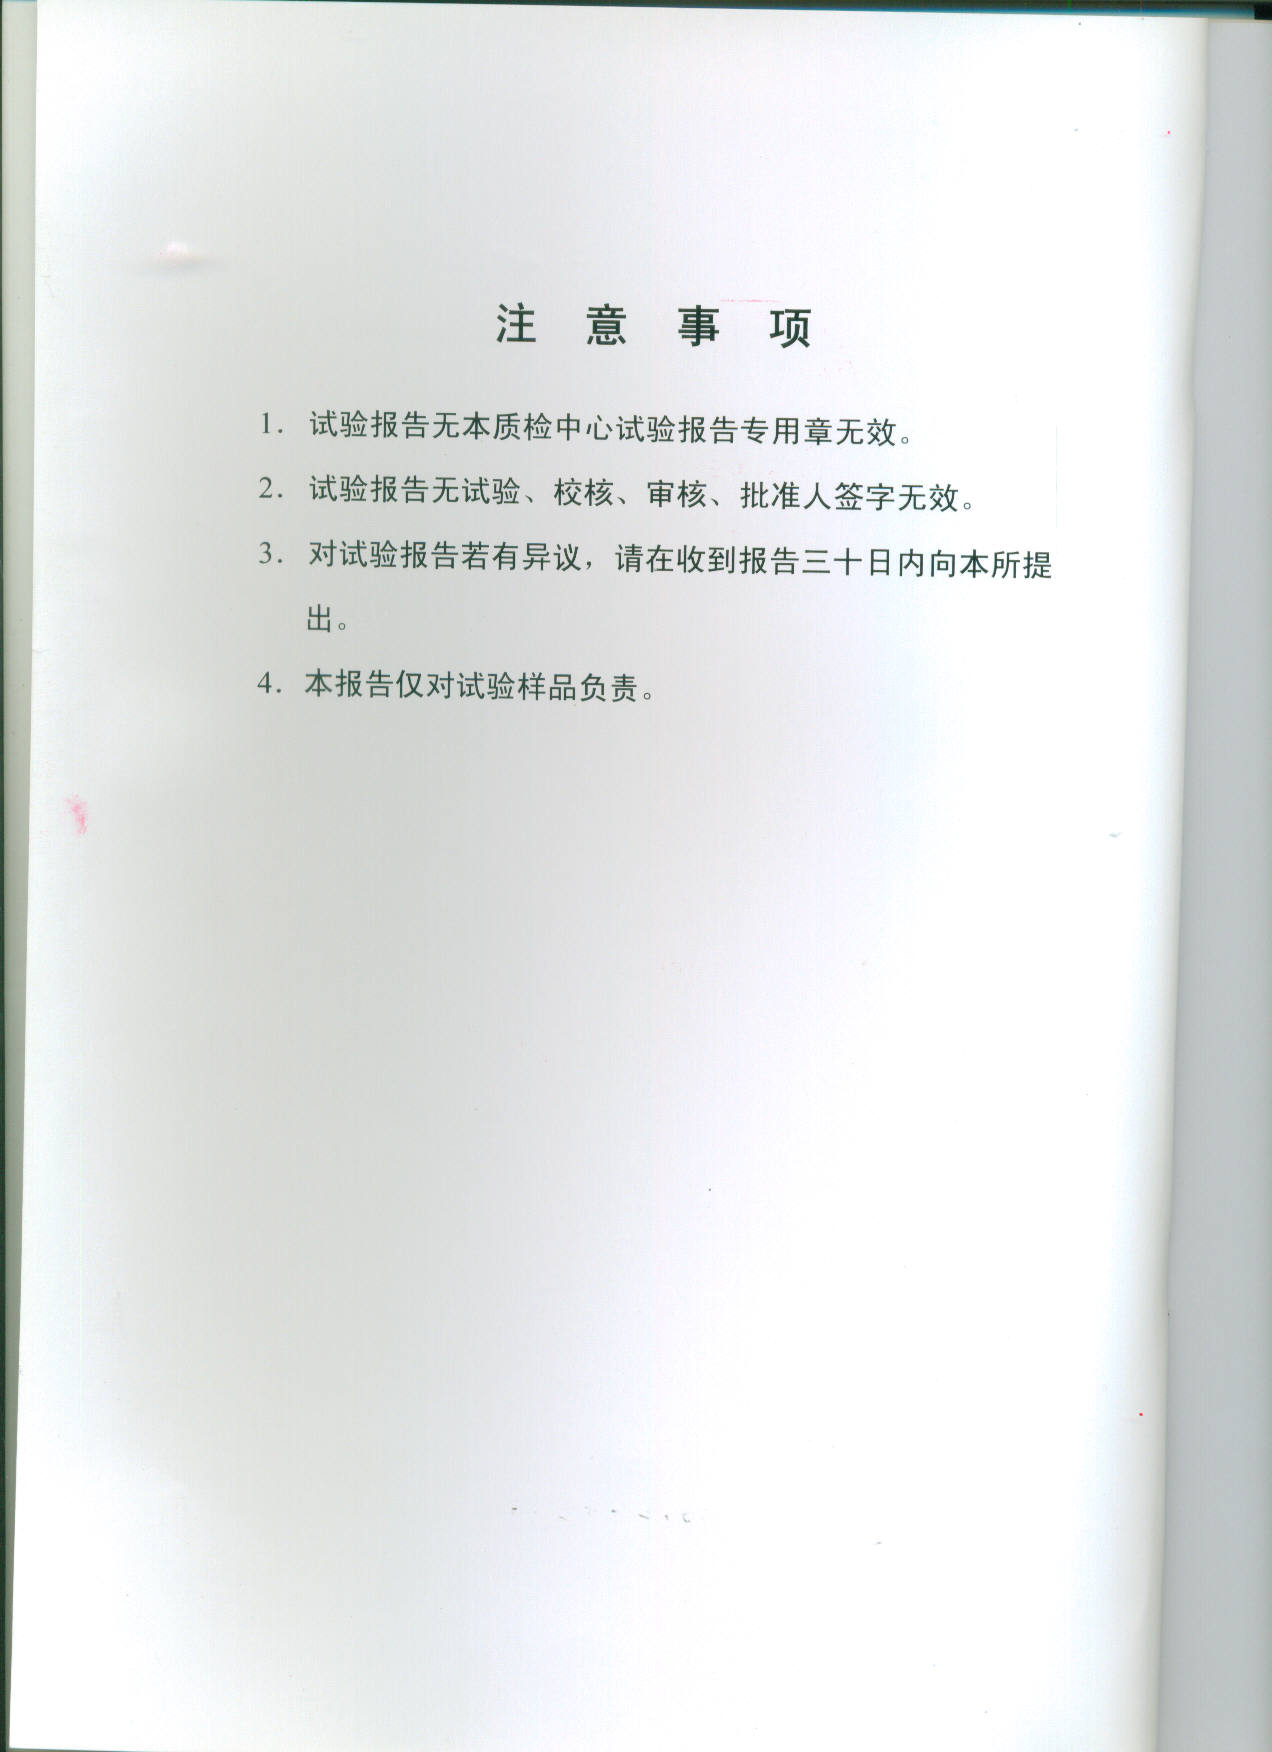 注 意 事 项
1. 试验报告无本质检中心试验报告专用章无效。
2. 试验报告无试验、校核、审核、批准人签字无效。
3. 对试验报告若有异议，请在收到报告三十日内向本所提
出。
4. 本报告仅对试验样品负责。